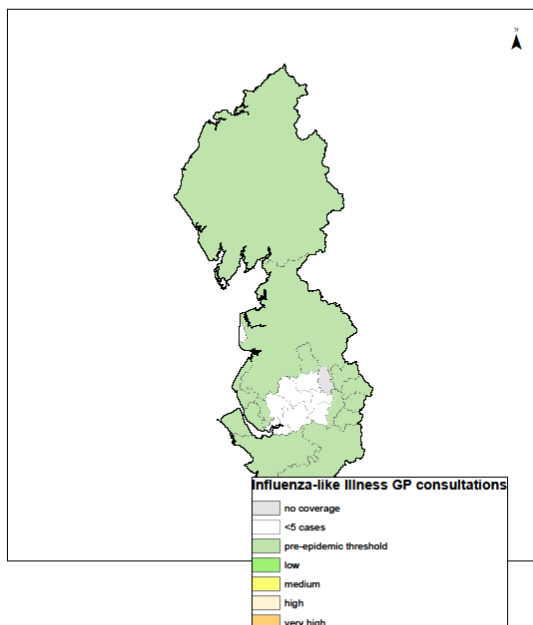 N
Influenza-like Illness GP consultations
no coverage
<5 cases
pre-epidemic threshold
low
medium
high
very high